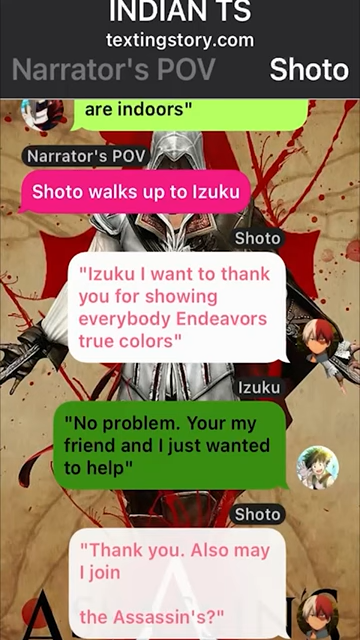 INDIAN TS
textingstory.com
Narrator's POV Shoto
are indoors"
Narrator's POV
Shoto walks up to Izuku
Shoto
"Izuku I want to thank
you for showing
everybody Endeavors
true colors"
Izuku
"No problem. Your my
friend and I just wanted
to help"
Shoto
"Thank you. Also may
I join
the Assassin's?"